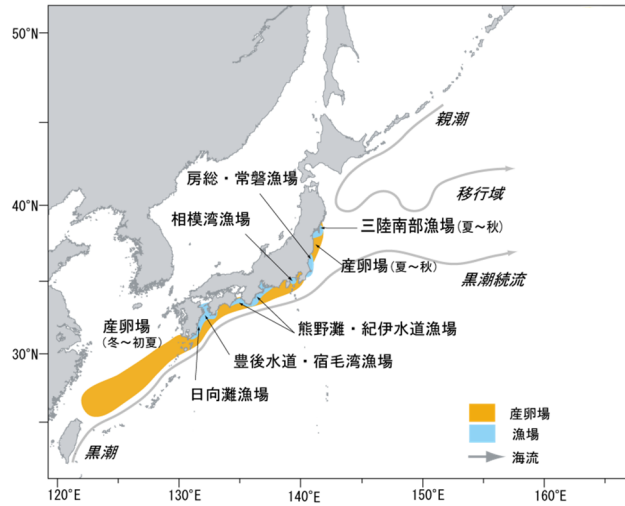 50°N
親潮
房総・常磐漁場
移行域
40°N
相模湾漁場
三陸南部漁場(夏～秋)
産卵場(夏～秋)
黒潮続流
産卵場
(冬～初夏)
熊野灘・紀伊水道漁場
30°N
豊後水道・宿毛湾漁場
日向灘漁場
産卵場
漁場
黒潮
海流
120°E
130°E
140°E
150°E
160°E